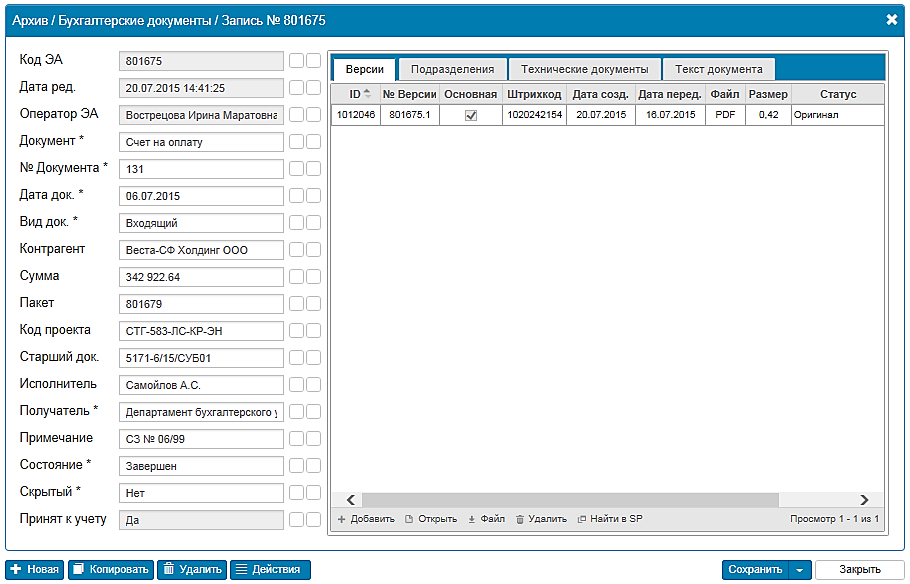 Архив / Бухгалтерские документы / Запись № 801675
Код ЭА 801675
Дата ред. 20.07.2015 14:41:25
Оператор ЭА Вострецова Ирина Маратовна
Документ * Счет на оплату
№ Документа * 131
Дата док. * 06.07.2015
Вид док. * Входящий
Контрагент Веста-СФ Холдинг ООО
Сумма 342 922.64
Пакет 801679
Код проекта СТГ-583-ЛС-КР-ЭН
Старший док. 5171-6/15/СУБ01
Исполнитель Самойлов А.С.
Получатель * Департамент бухгалтерского у
Примечание СЗ № 06/99
Состояние * Завершен
Скрытый * Нет
Принят к учету Да
Версии Подразделения Технические документы Текст документа
ID № Версии Основная Штрихкод Дата созд. Дата перед. Файл Размер Статус
1012046 801675.1 1020242154 20.07.2015 16.07.2015 PDF 0,42 Оригинал
Добавить Открыть Файл Удалить Найти в SP Просмотр 1 - 1 из 1
Новая Копировать Удалить Действия Сохранить Закрыть